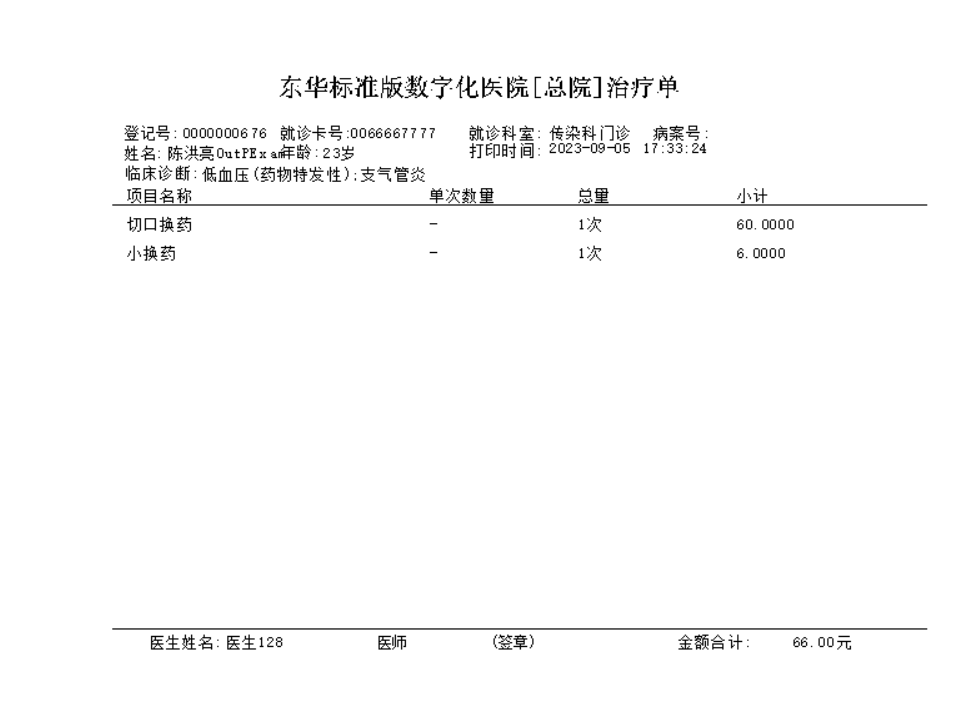 东华标准版数字化医院[总院]治疗单
登记号: 0000000676 就诊卡号:0066667777 就诊科室: 传染科门诊 病案号:
姓名: 陈洪亮OutPExam年龄:23岁 打印时间: 2023-09-05 17:33:24
临床诊断: 低血压(药物特发性);支气管炎
项目名称 单次数量 总量 小计
切口换药 - 1次 60.0000
小换药 - 1次 6.0000
医生姓名: 医生128 医师 (签章) 金额合计: 66.00元